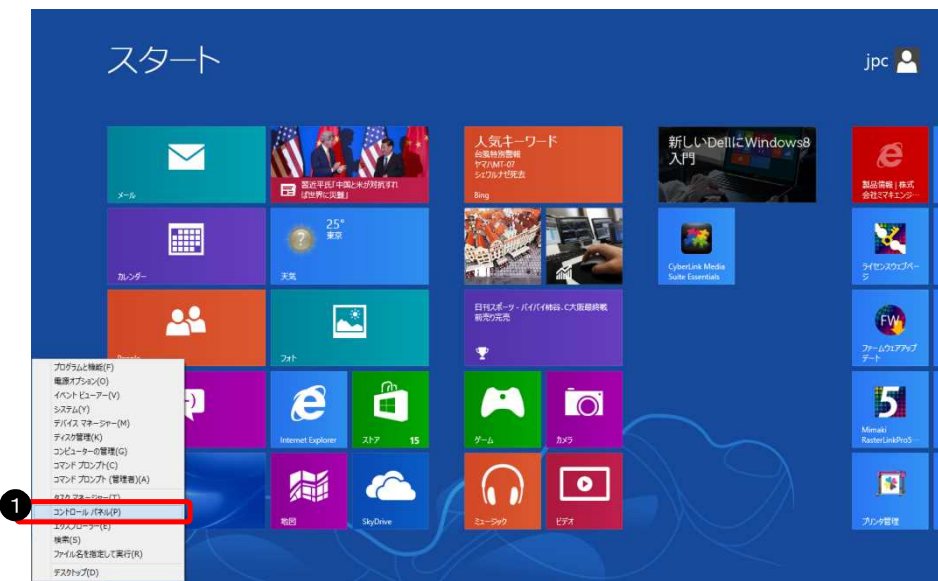 スタート
jpc
メール
習近平氏「中国と米が対抗すれ
ば世界に災難」
人気キーワード
台風特別警報
ヤマハMT-07
シェワルナゼ死去
Bing
新しいDellにWindows8
入門
製品情報 | 株式
会社ミマキエンジ…
カレンダー
25°
東京
天気
CyberLink Media
Suite Essentials
ライセンスウェブペー
ジ
People
フォト
日刊スポーツ - バイバイ柿谷、C大阪最終戦
前売り完売
FW
ファームウェアアップ
デート
Internet Explorer
ストア
15
ゲーム
カメラ
5
Mimaki
RasterLinkPro5…
地図
SkyDrive
ミュージック
ビデオ
プリンタ管理
プログラムと機能(F)
電源オプション(O)
イベント ビューアー(V)
システム(Y)
デバイス マネージャー(M)
ディスク管理(K)
コンピューターの管理(G)
コマンド プロンプト(C)
コマンド プロンプト (管理者)(A)
タスク マネージャー(T)
1
コントロール パネル(P)
エクスプローラー(E)
検索(S)
ファイル名を指定して実行(R)
デスクトップ(D)